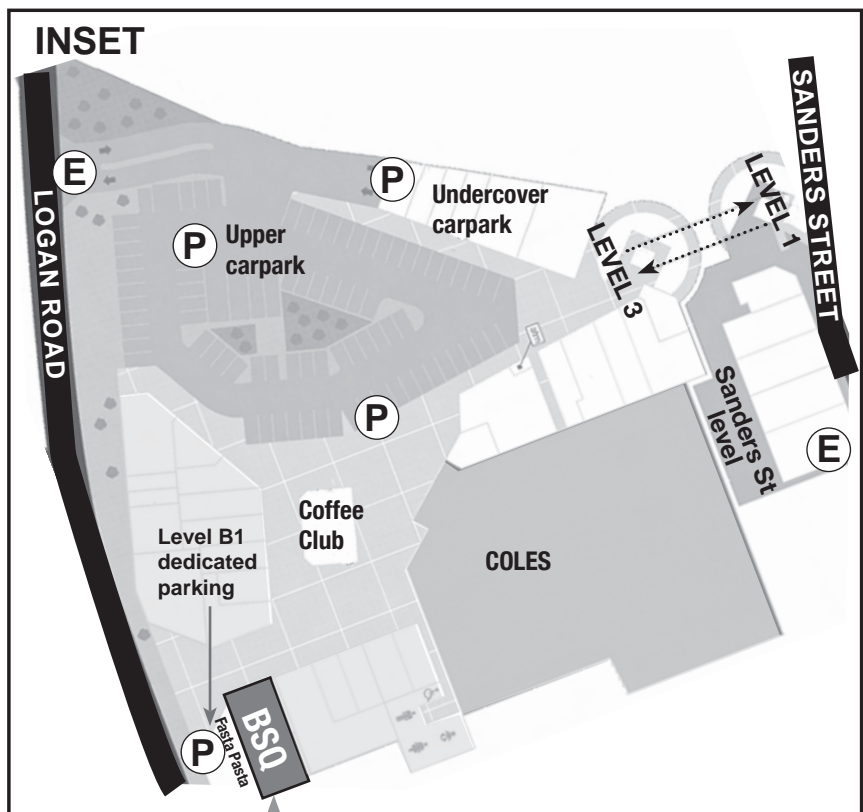 INSET
SANDERS STREET
LOGAN ROAD
E
P
Undercover
carpark
LEVEL 1
P
Upper
carpark
LEVEL 3
P
Sanders St
level
E
Coffee
Club
COLES
Level B1
dedicated
parking
P
Fasta Pasta
BSQ